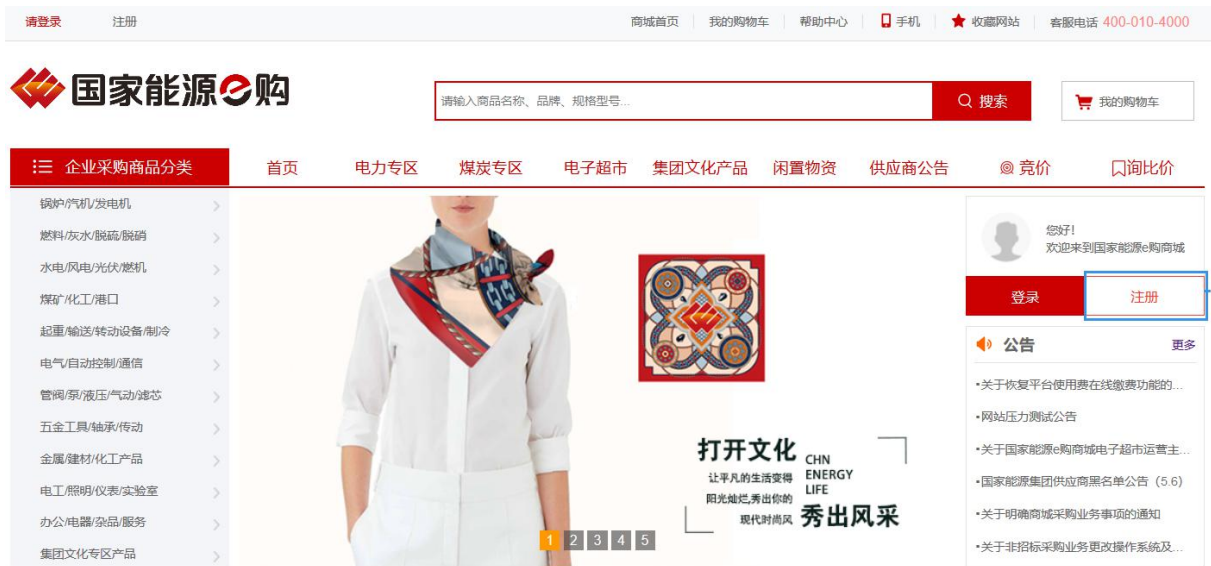 请登录 注册 商城首页 我的购物车 帮助中心 手机 收藏网站 客服电话 400-010-4000
国家能源e购
请输入商品名称、品牌、规格型号...
搜索
我的购物车
企业采购商品分类 首页 电力专区 煤炭专区 电子超市 集团文化产品 闲置物资 供应商公告 竞价 询比价
锅炉/汽机/发电机
燃料/灰水/脱硫/脱硝
水电/风电/光伏/燃机
煤矿/化工/港口
起重/输送/转动设备/制冷
电气/自动控制/通信
管阀/泵/液压/气动/滤芯
五金工具/轴承/传动
金属/建材/化工产品
电工/照明/仪表/实验室
办公/电器/杂品/服务
集团文化专区产品
打开文化
让平凡的生活变得
阳光灿烂,秀出你的
现代时尚风
CHN
ENERGY
LIFE
秀出风采
1 2 3 4 5
您好!
欢迎来到国家能源e购商城
登录 注册
公告 更多
•关于恢复平台使用费在线缴费功能的...
•网站压力测试公告
•关于国家能源e购商城电子超市运营主...
•国家能源集团供应商黑名单公告（5.6）
•关于明确商城采购业务事项的通知
•关于非招标采购业务更改操作系统及...